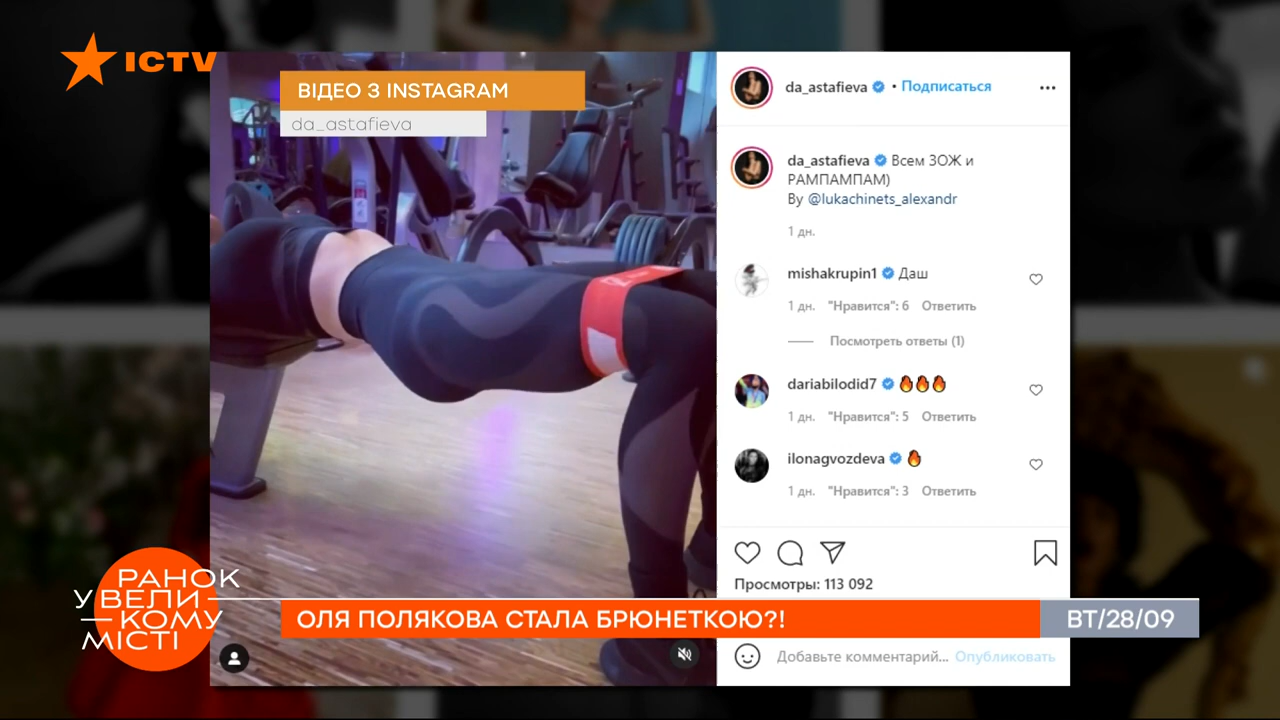 ICTV
ВІДЕО З INSTAGRAM
da_astafieva
da_astafieva • Подписаться
da_astafieva Всем ЗОЖ и
РАМПАМПАМ)
By @lukachinets_alexandr
1 дн.
mishakrupin1 Даш
1 дн. "Нравится": 6 Ответить
Посмотреть ответы (1)
dariabilodid7 🔥🔥🔥
1 дн. "Нравится": 5 Ответить
ilonagvozdeva 🔥
1 дн. "Нравится": 3 Ответить
Просмотры: 113 092
РАНОК
У ВЕЛИ—
—КОМУ
МІСТІ
ОЛЯ ПОЛЯКОВА СТАЛА БРЮНЕТКОЮ?!
ВТ/28/09
Добавьте комментарий... Опубликовать